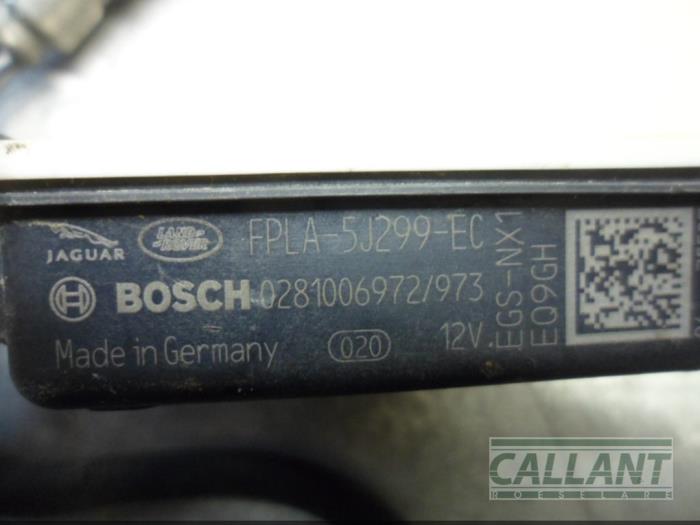 JAGUAR LAND-ROVER FPLA-5J299-EC
BOSCH 0281006972/973
Made in Germany 020 12V.
EGS-NX1
EQ9GH
CALLANT
ROESELARE